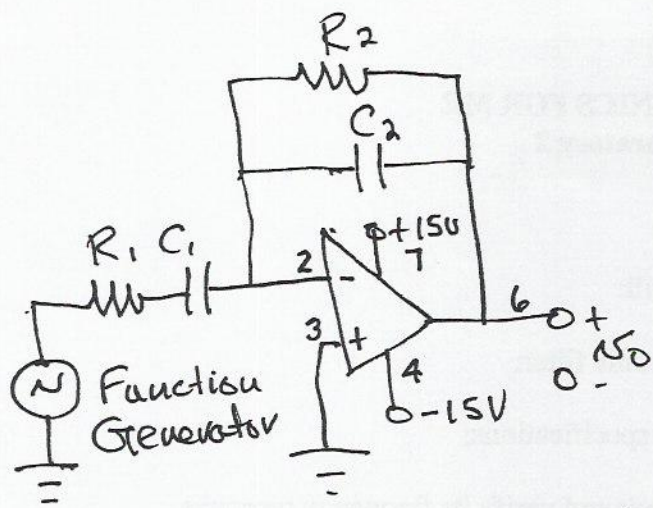 R2
C2
R1 C1
+15V
7
2 -
3 +
6 +
vo
-
4
-15V
N Function
Generator